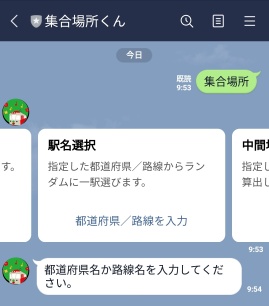 集合場所くん
今日
既読
9:53
集合場所
す。
駅名選択
指定した都道府県／路線からラン
ダムに一駅選びます。
都道府県／路線を入力
中間
指定
算出し
9:53
都道府県名か路線名を入力してくだ
さい。
9:54